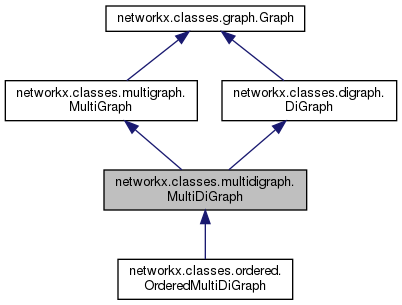 networkx.classes.graph.Graph
networkx.classes.multigraph.
MultiGraph
networkx.classes.digraph.
DiGraph
networkx.classes.multidigraph.
MultiDiGraph
networkx.classes.ordered.
OrderedMultiDiGraph